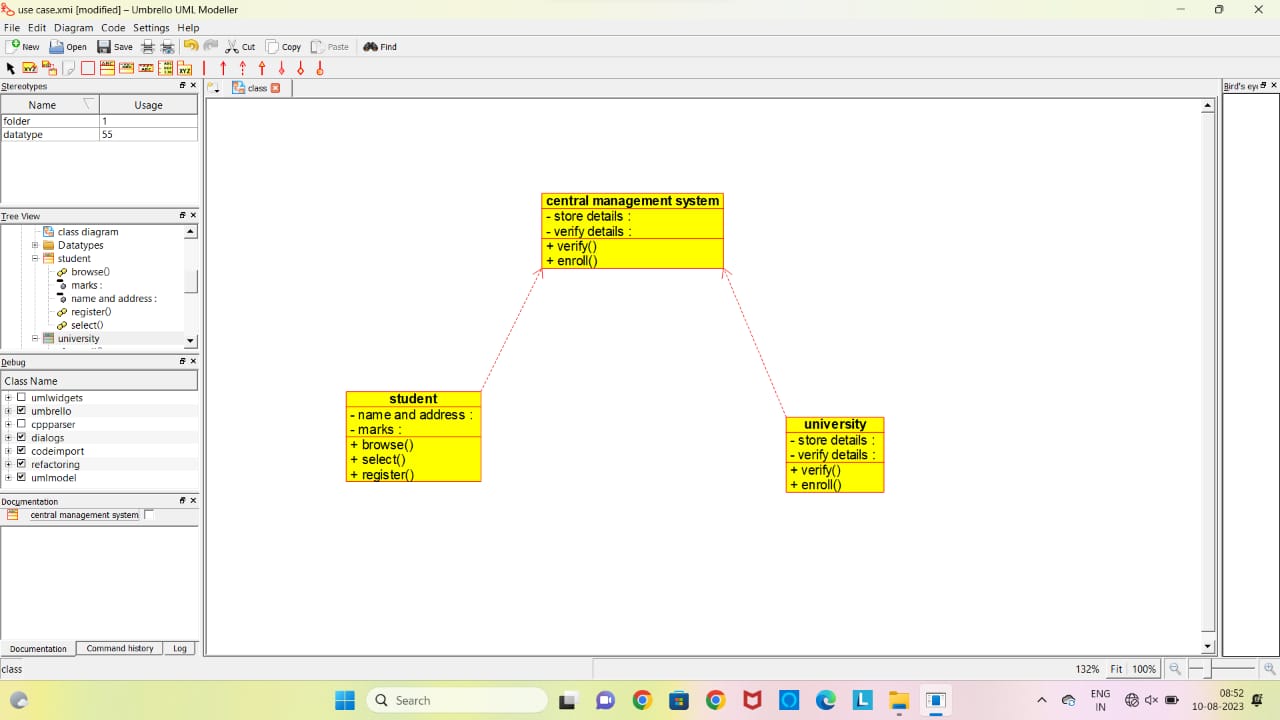 use case.xmi [modified] – Umbrello UML Modeller
File Edit Diagram Code Settings Help
New Open Save Cut Copy Paste Find
Stereotypes
Name Usage
folder 1
datatype 55
Tree View
class diagram
Datatypes
student
browse()
marks :
name and address :
register()
select()
university
Debug
Class Name
umlwidgets
umbrello
cppparser
dialogs
codeimport
refactoring
umlmodel
Documentation
central management system
Documentation Command history Log
class
class
central management system
- store details :
- verify details :
+ verify()
+ enroll()
student
- name and address :
- marks :
+ browse()
+ select()
+ register()
university
- store details :
- verify details :
+ verify()
+ enroll()
Bird's eye
132% Fit 100%
Search
ENG
IN
08:52
10-08-2023